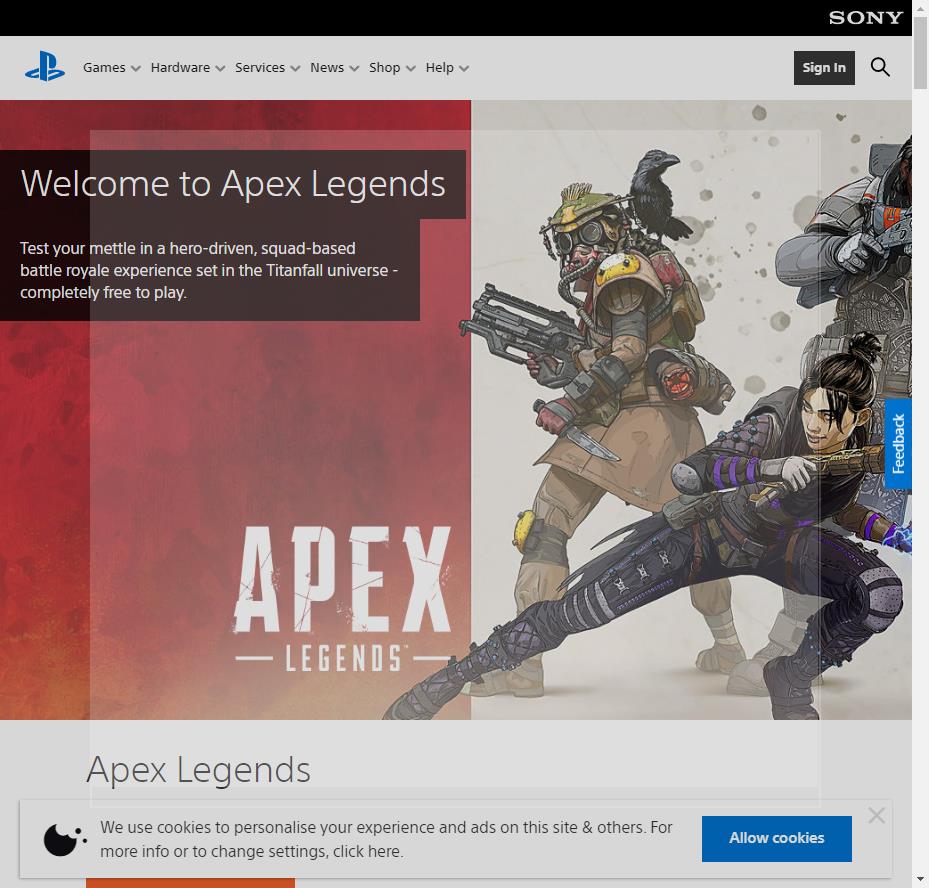 SONY
Games Hardware Services News Shop Help Sign In
Welcome to Apex Legends
Test your mettle in a hero-driven, squad-based
battle royale experience set in the Titanfall universe -
completely free to play.
Feedback
APEX
LEGENDS
Apex Legends
We use cookies to personalise your experience and ads on this site & others. For
more info or to change settings, click here.
Allow cookies